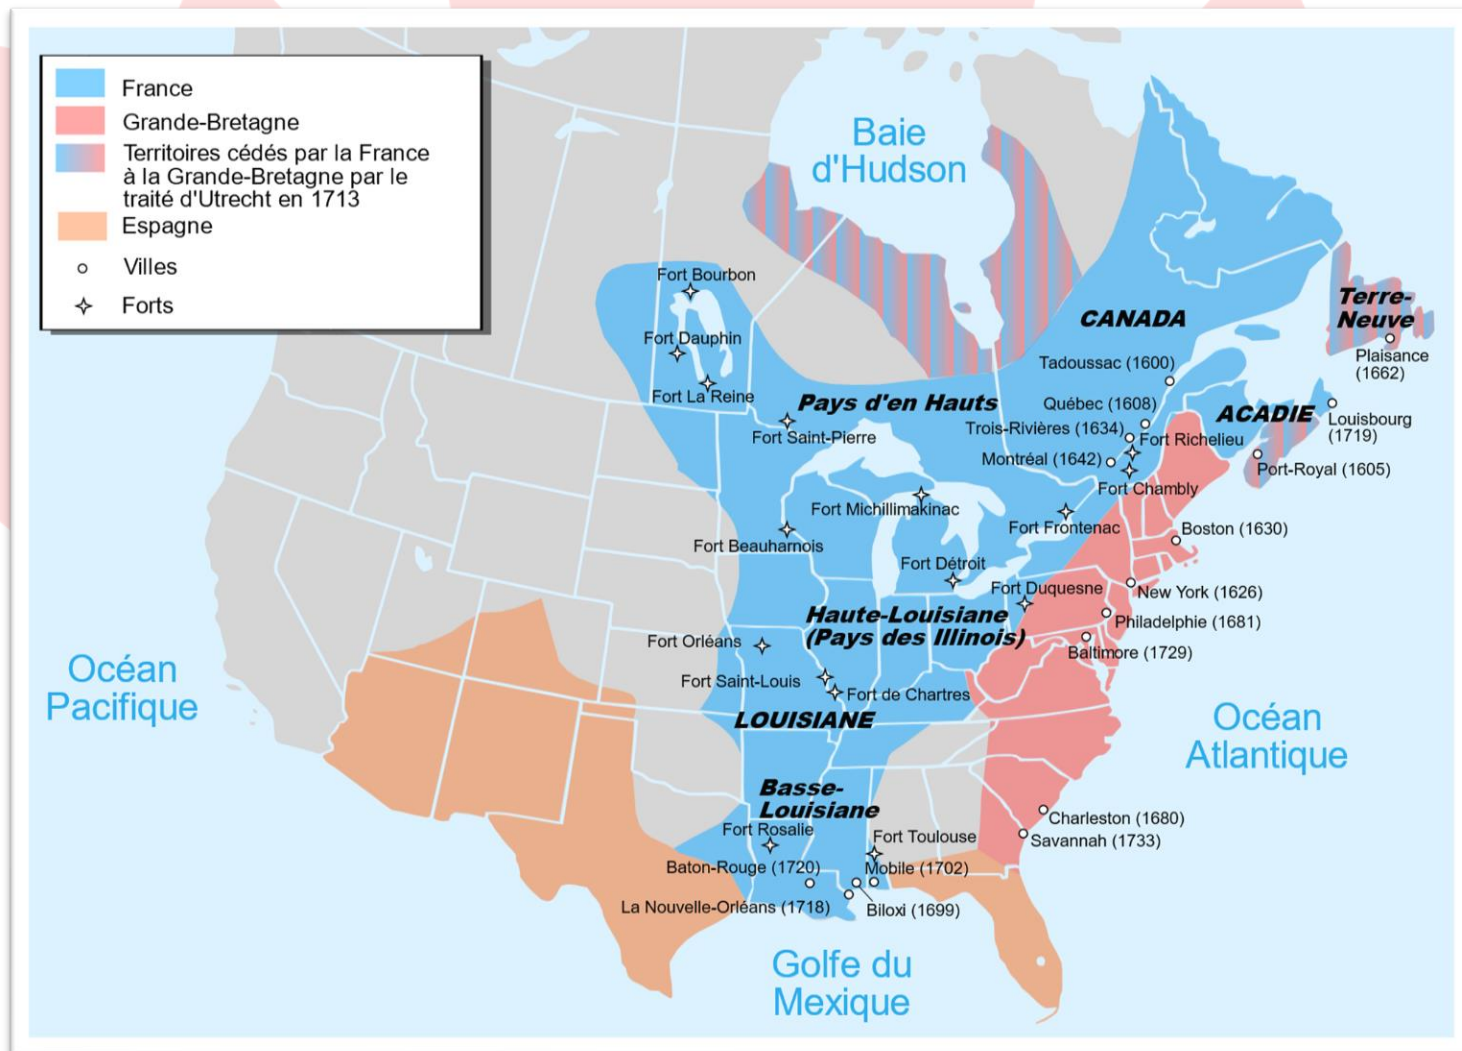 France
Grande-Bretagne
Territoires cédés par la France
à la Grande-Bretagne par le
traité d'Utrecht en 1713
Espagne
Villes
Forts
Baie
d'Hudson
Fort Bourbon
Fort Dauphin
Fort La Reine
Pays d'en Hauts
Fort Saint-Pierre
CANADA
Terre-
Neuve
Plaisance
(1662)
Tadoussac (1600)
Québec (1608)
Trois-Rivières (1634)
Fort Richelieu
Montréal (1642)
Fort Chambly
ACADIE
Louisbourg
(1719)
Port-Royal (1605)
Fort Michillimakinac
Fort Frontenac
Boston (1630)
Fort Beauharnois
Fort Détroit
Fort Duquesne
New York (1626)
Haute-Louisiane
(Pays des Illinois)
Philadelphie (1681)
Baltimore (1729)
Fort Orléans
Fort Saint-Louis
Fort de Chartres
LOUISIANE
Océan
Pacifique
Océan
Atlantique
Basse-
Louisiane
Charleston (1680)
Savannah (1733)
Fort Rosalie
Fort Toulouse
Baton-Rouge (1720)
Mobile (1702)
La Nouvelle-Orléans (1718)
Biloxi (1699)
Golfe du
Mexique